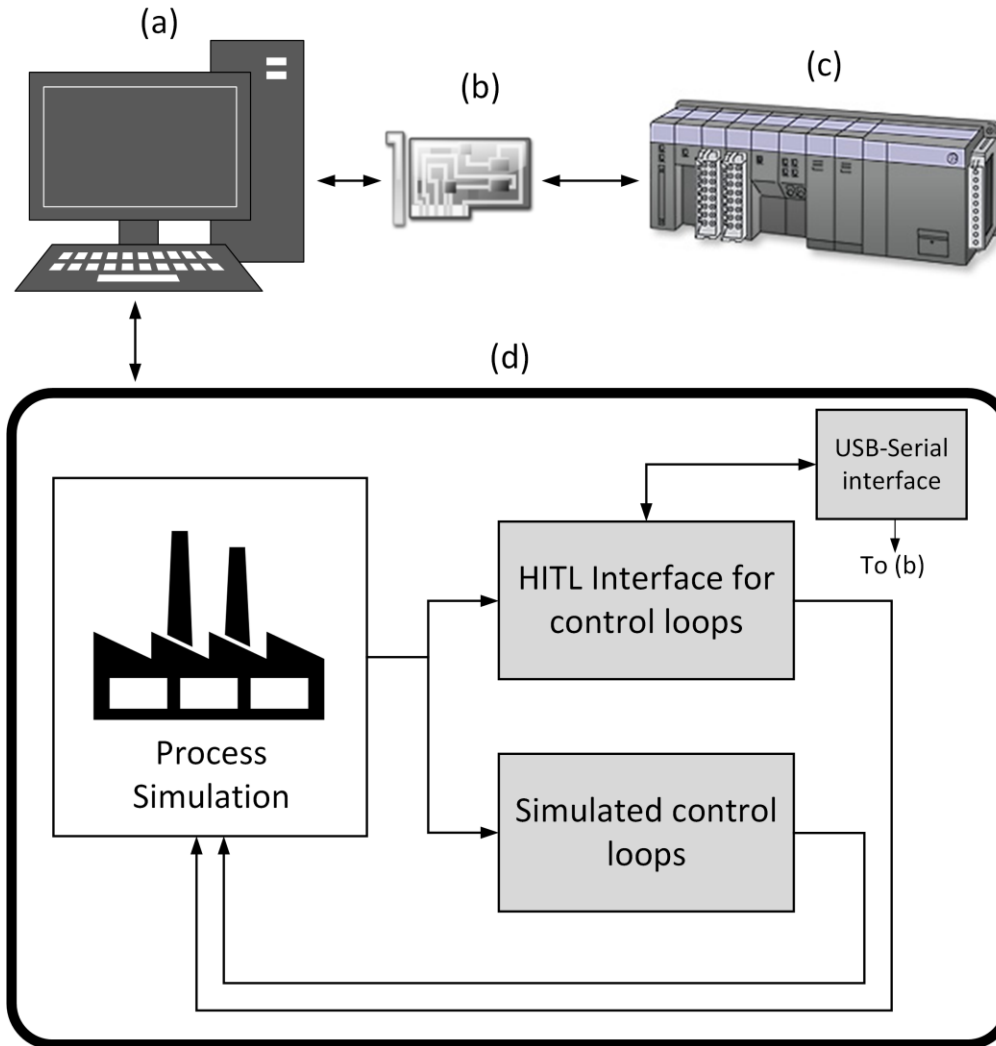 (a)
(b)
(c)
(d)
USB-Serial
interface
To (b)
HITL Interface for
control loops
Process
Simulation
Simulated control
loops